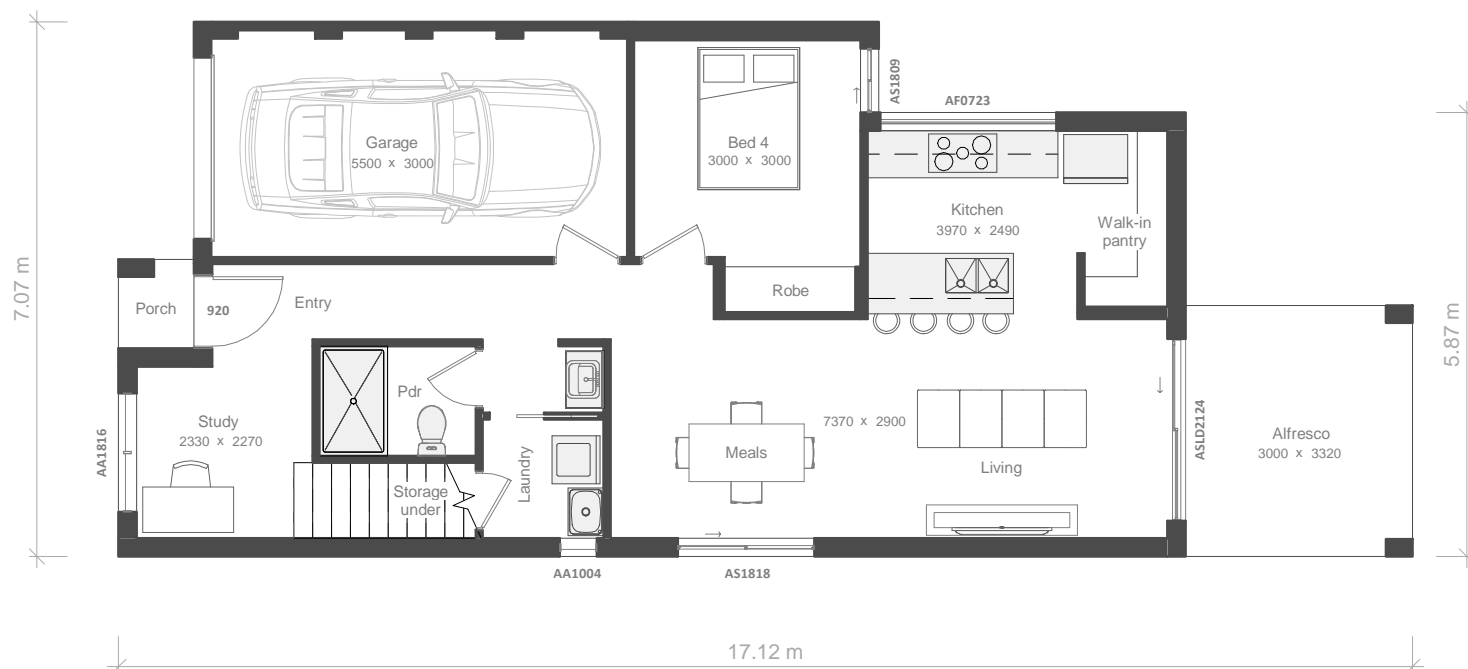 AS1809
AF0723
Garage
5500 x 3000
Bed 4
3000 x 3000
Kitchen
3970 x 2490
Walk-in
pantry
7.07 m
Porch
920
Entry
Robe
5.87 m
Pdr
Study
2330 x 2270
AA1816
7370 x 2900
ASLD2124
Alfresco
3000 x 3320
Meals
Living
Laundry
Storage
under
AA1004
AS1818
17.12 m